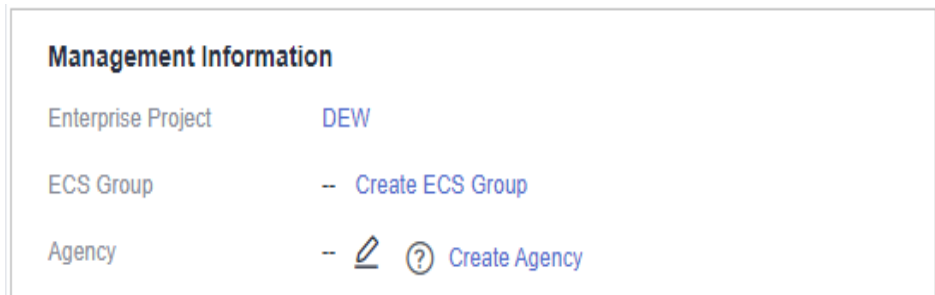 Management Information
Enterprise Project DEW
ECS Group -- Create ECS Group
Agency -- ? Create Agency